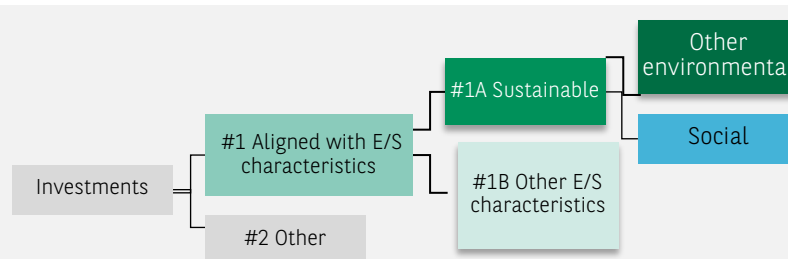 Other
environmenta
#1A Sustainable
Social
#1 Aligned with E/S
characteristics
Investments
#1B Other E/S
characteristics
#2 Other